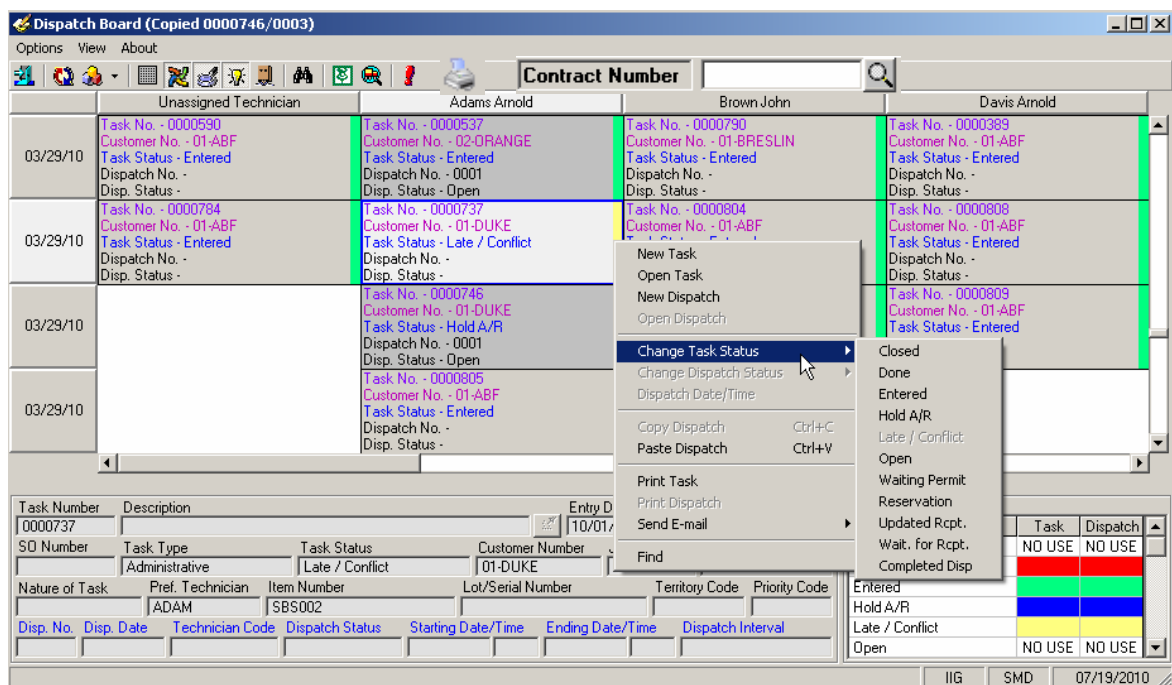 Dispatch Board (Copied 0000746/0003)
Options View About
Contract Number
Unassigned Technician Adams Arnold Brown John Davis Arnold
03/29/10
Task No. - 0000590
Customer No. - 01-ABF
Task Status - Entered
Dispatch No. -
Disp. Status -
Task No. - 0000537
Customer No. - 02-ORANGE
Task Status - Entered
Dispatch No. - 0001
Disp. Status - Open
Task No. - 0000790
Customer No. - 01-BRESLIN
Task Status - Entered
Dispatch No. -
Disp. Status -
Task No. - 0000389
Customer No. - 01-ABF
Task Status - Entered
Dispatch No. -
Disp. Status -
03/29/10
Task No. - 0000784
Customer No. - 01-ABF
Task Status - Entered
Dispatch No. -
Disp. Status -
Task No. - 0000737
Customer No. - 01-DUKE
Task Status - Late / Conflict
Dispatch No. -
Disp. Status -
Task No. - 0000804
Customer No. - 01-ABF
Task No. - 0000808
Customer No. - 01-ABF
Task Status - Entered
Dispatch No. -
Disp. Status -
03/29/10
Task No. - 0000746
Customer No. - 01-DUKE
Task Status - Hold A/R
Dispatch No. - 0001
Disp. Status - Open
Task No. - 0000809
Customer No. - 01-ABF
Task Status - Entered
03/29/10
Task No. - 0000805
Customer No. - 01-ABF
Task Status - Entered
Dispatch No. -
Disp. Status -
New Task
Open Task
New Dispatch
Open Dispatch
Change Task Status
Change Dispatch Status
Dispatch Date/Time
Copy Dispatch Ctrl+C
Paste Dispatch Ctrl+V
Print Task
Print Dispatch
Send E-mail
Find
Closed
Done
Entered
Hold A/R
Late / Conflict
Open
Waiting Permit
Reservation
Updated Rcpt.
Wait. for Rcpt.
Completed Disp
Task Number Description Entry D
0000737 10/01/
SO Number Task Type Task Status Customer Number
Administrative Late / Conflict 01-DUKE
Nature of Task Pref. Technician Item Number Lot/Serial Number Territory Code Priority Code
ADAM SBS002
Disp. No. Disp. Date Technician Code Dispatch Status Starting Date/Time Ending Date/Time Dispatch Interval
Task Dispatch
NO USE NO USE
Entered
Hold A/R
Late / Conflict
Open NO USE NO USE
IIG SMD 07/19/2010